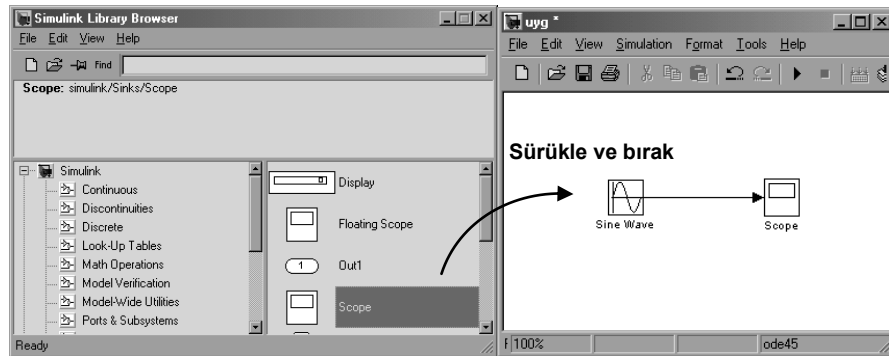 Simulink Library Browser
File Edit View Help
Find
Scope: simulink/Sinks/Scope
Simulink
Continuous
Discontinuities
Discrete
Look-Up Tables
Math Operations
Model Verification
Model-Wide Utilities
Ports & Subsystems
Display
Floating Scope
1 Out1
Scope
Ready
uyg *
File Edit View Simulation Format Tools Help
Sürükle ve bırak
Sine Wave
Scope
100%
ode45